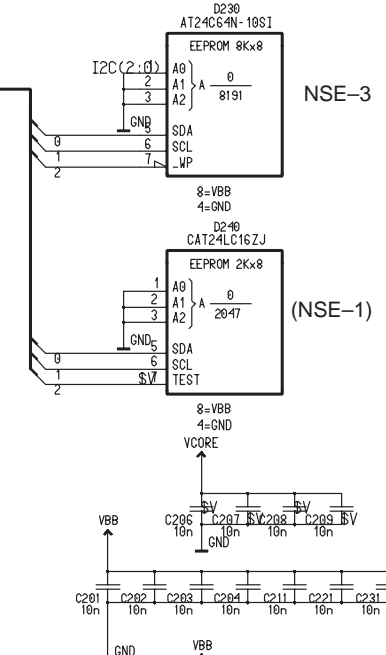 D230
AT24C64N-10SI
EEPROM 8Kx8
I2C(2:0)
1 A0
2 A1
3 A2
A 0
8191
NSE–3
GND
5 SDA
6 SCL
7 _WP
0
1
2
8=VBB
4=GND
D240
CAT24LC16ZJ
EEPROM 2Kx8
1 A0
2 A1
3 A2
A 0
2047
(NSE–1)
GND
5 SDA
6 SCL
$V 7 TEST
0
1
2
8=VBB
4=GND
VCORE
$V $V $V
C206 C207 C208 C209 $V
10n 10n 10n 10n
GND
VBB
C201 C202 C203 C204 C211 C221 C231
10n 10n 10n 10n 10n 10n 10n
GND
VBB